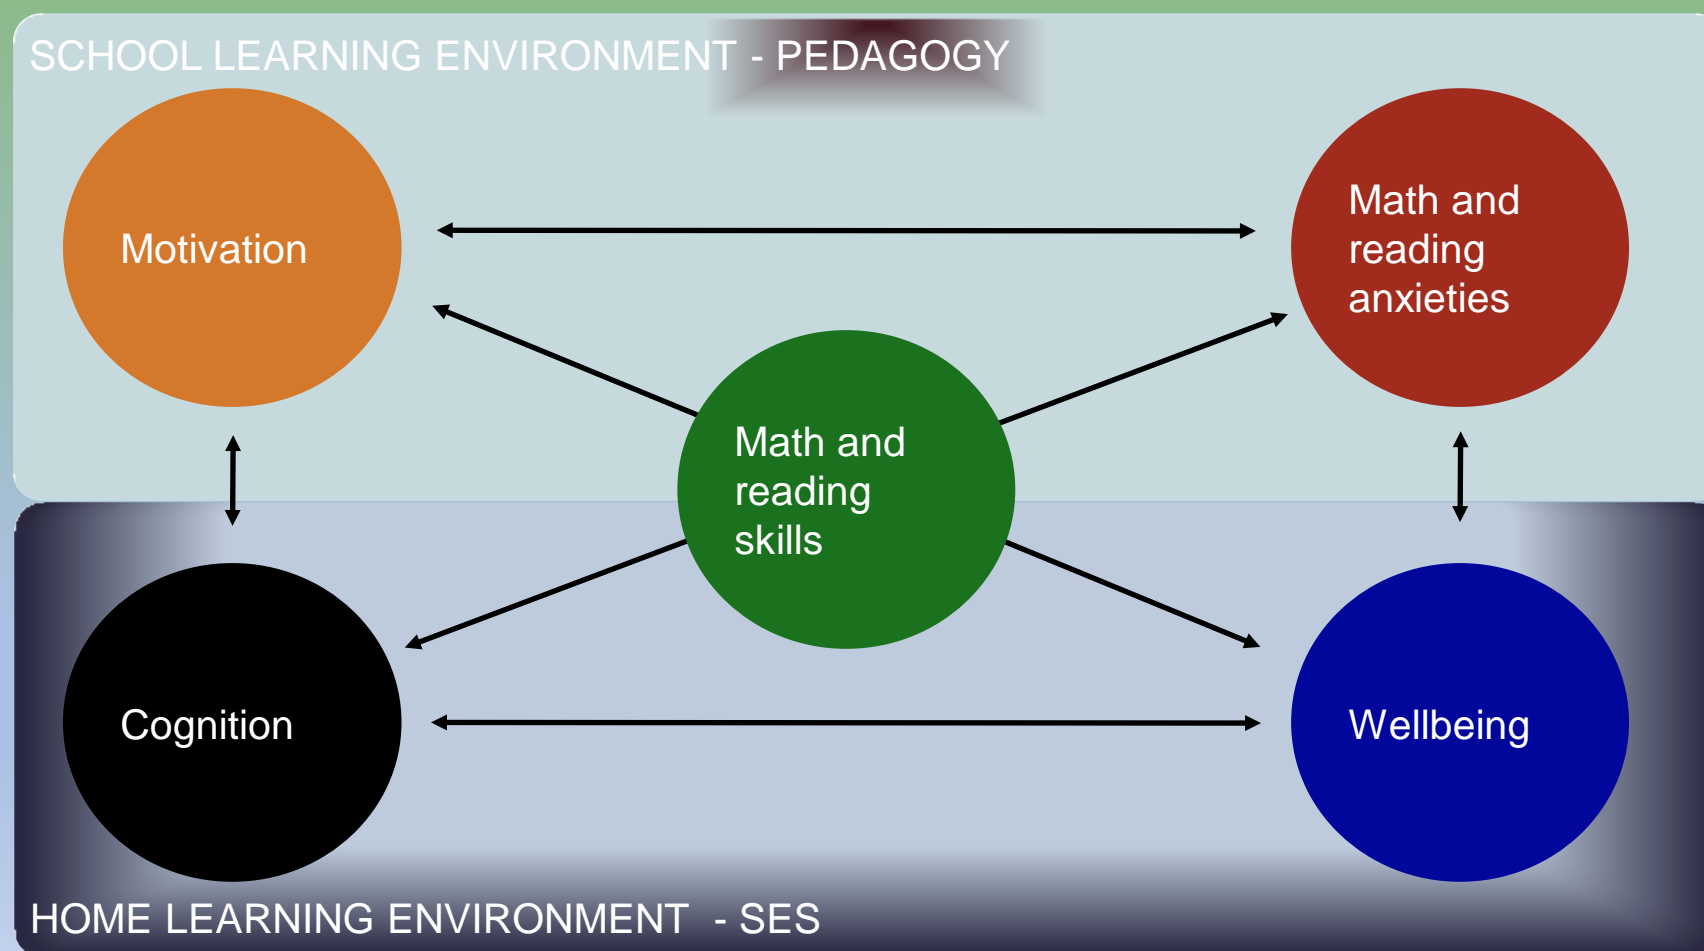 SCHOOL LEARNING ENVIRONMENT - PEDAGOGY
Motivation
Math and
reading
anxieties
Math and
reading
skills
Cognition
Wellbeing
HOME LEARNING ENVIRONMENT - SES